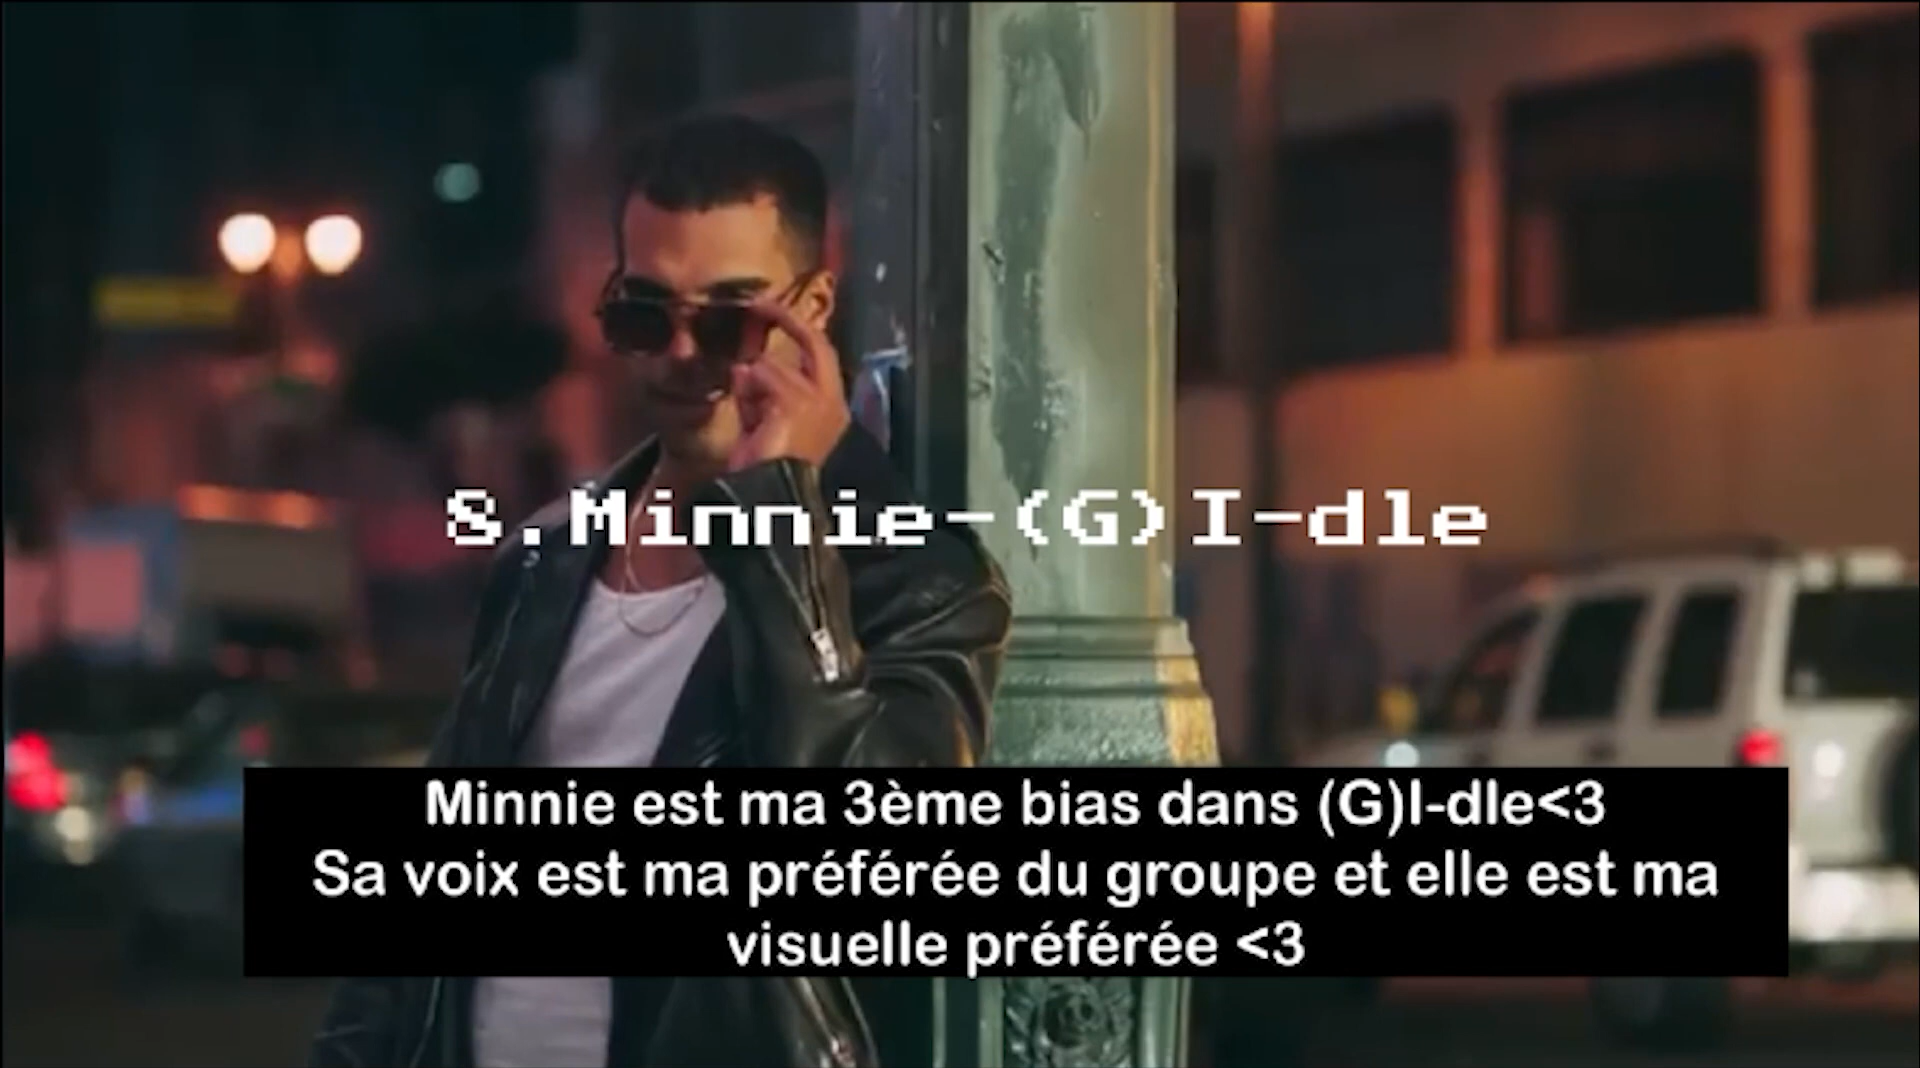 8.Minnie-(G)I-dle
Minnie est ma 3ème bias dans (G)I-dle<3
Sa voix est ma préférée du groupe et elle est ma
visuelle préférée <3